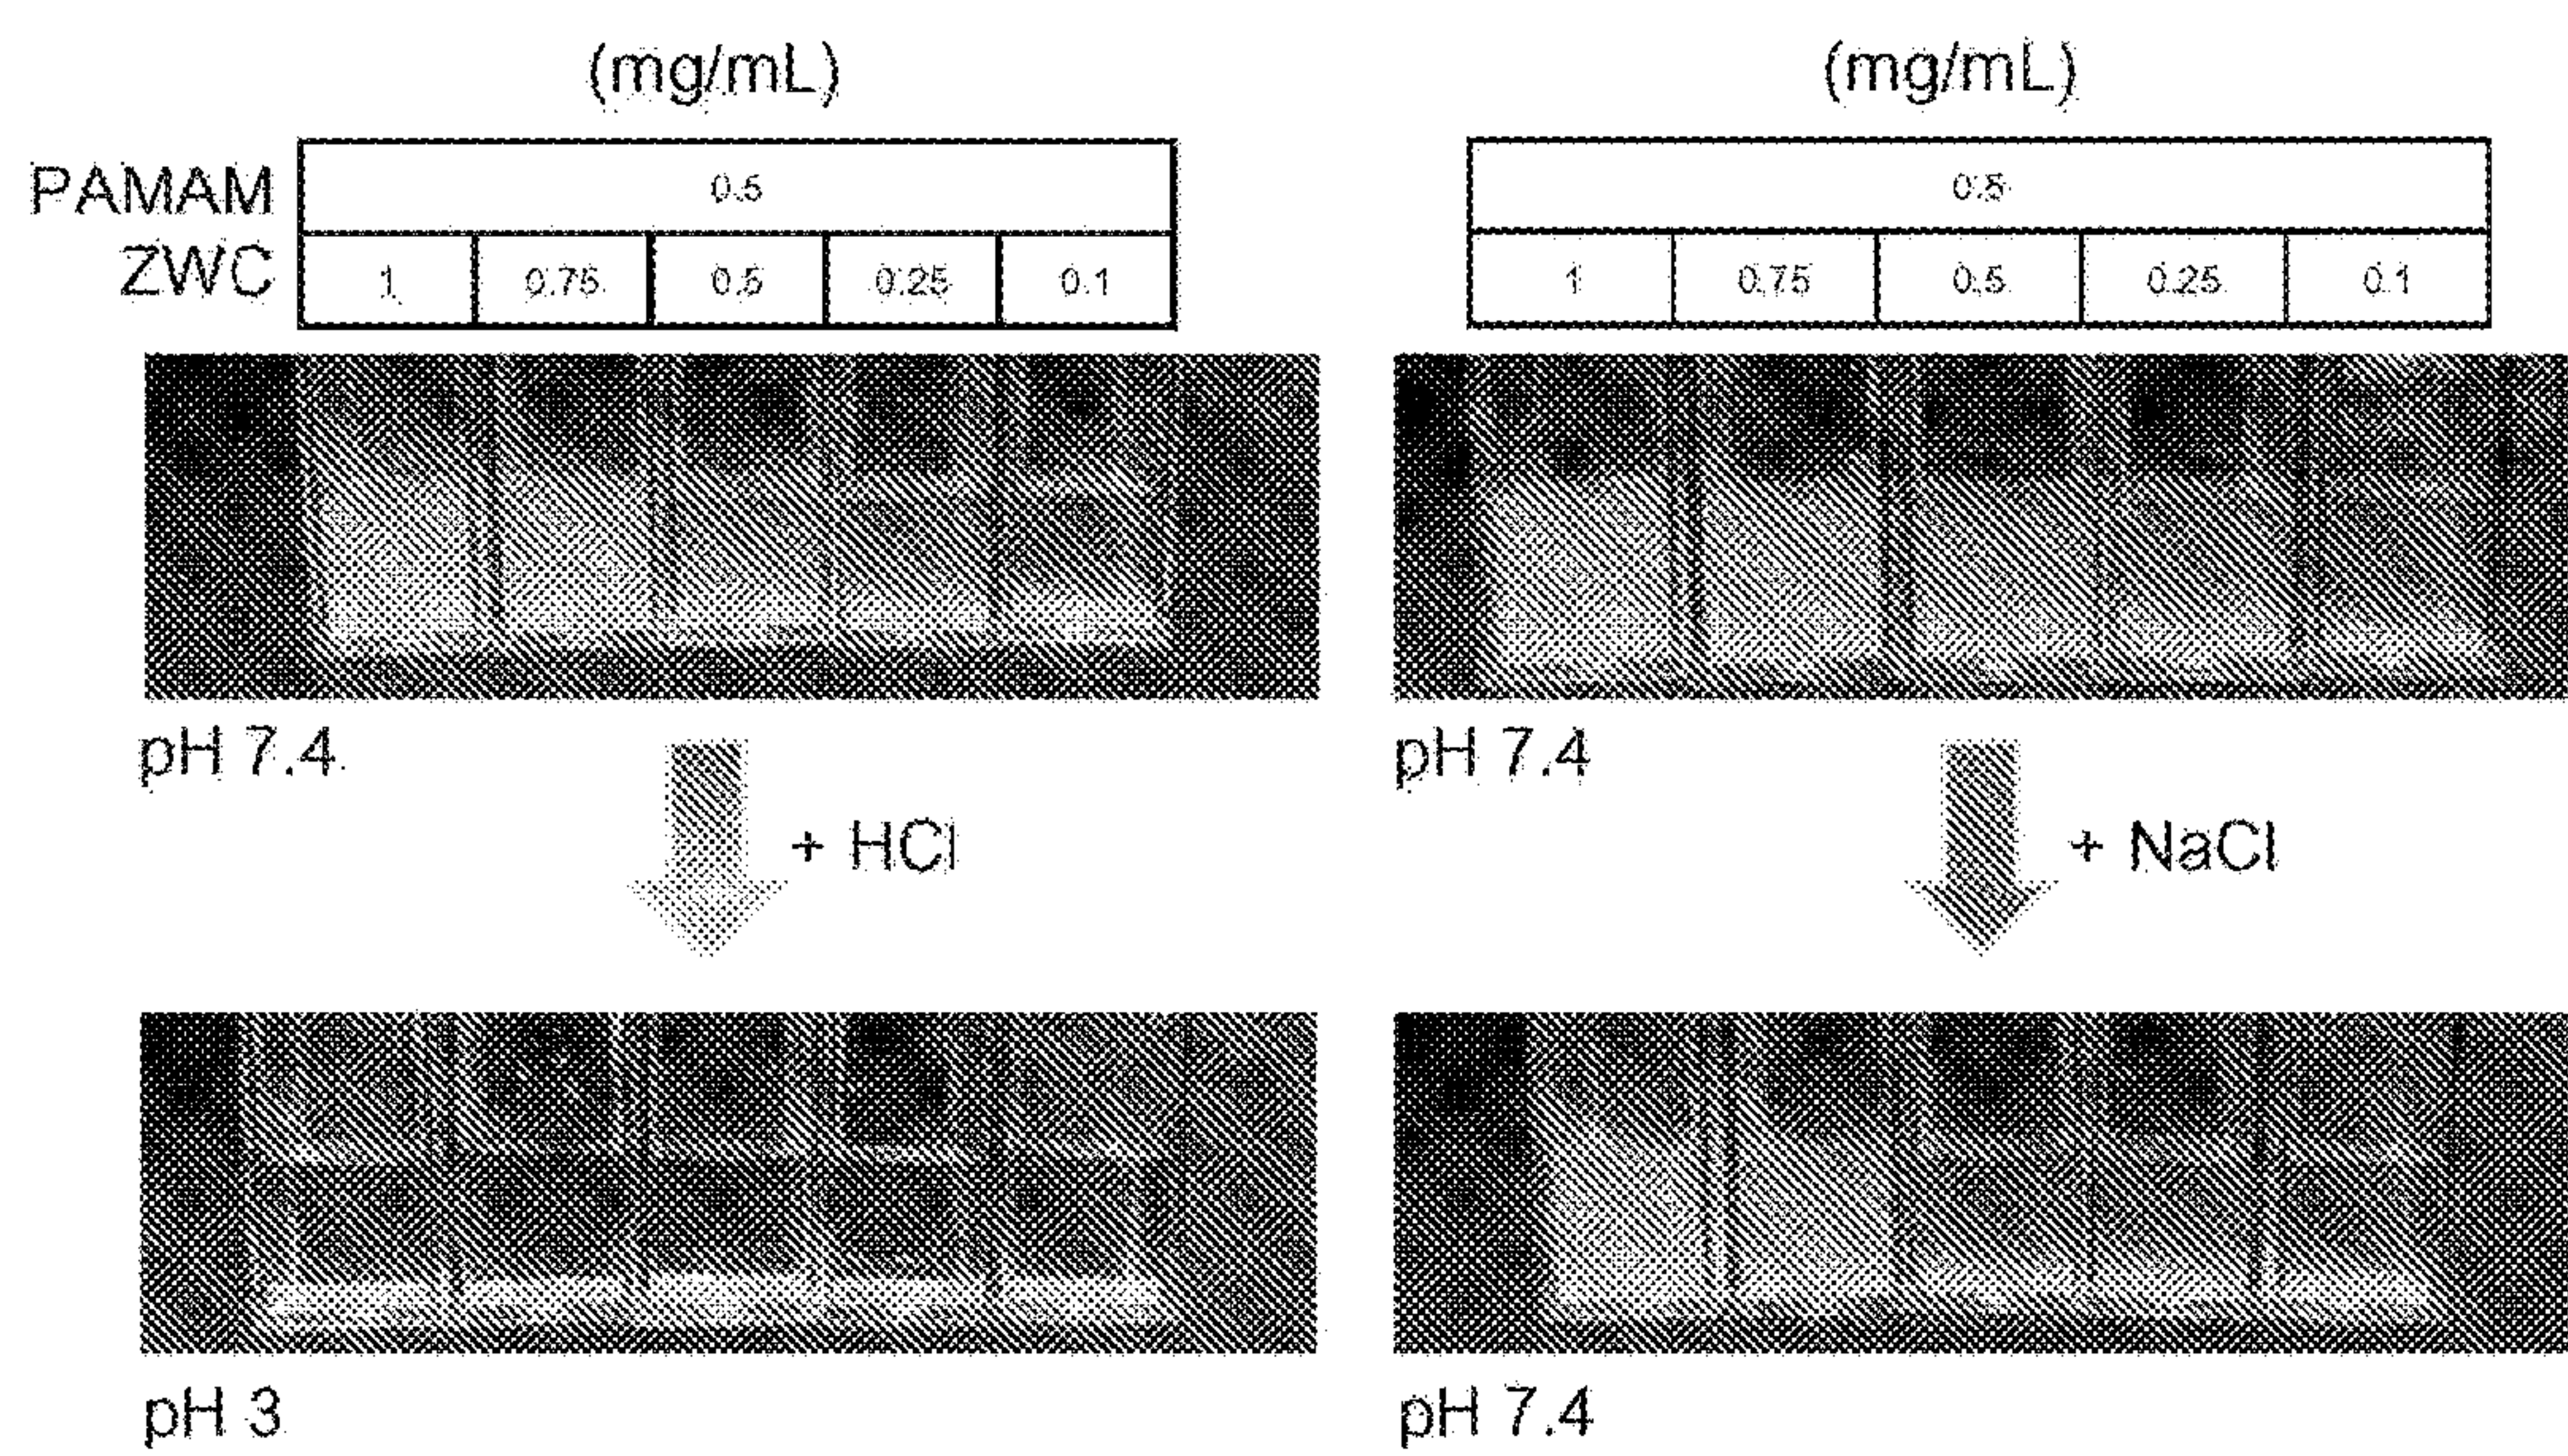 (mg/mL) (mg/mL)
PAMAM 0.5 0.5
ZWC 1 0.75 0.5 0.25 0.1 1 0.75 0.5 0.25 0.1
pH 7.4 pH 7.4
+ HCl + NaCl
pH 3 pH 7.4